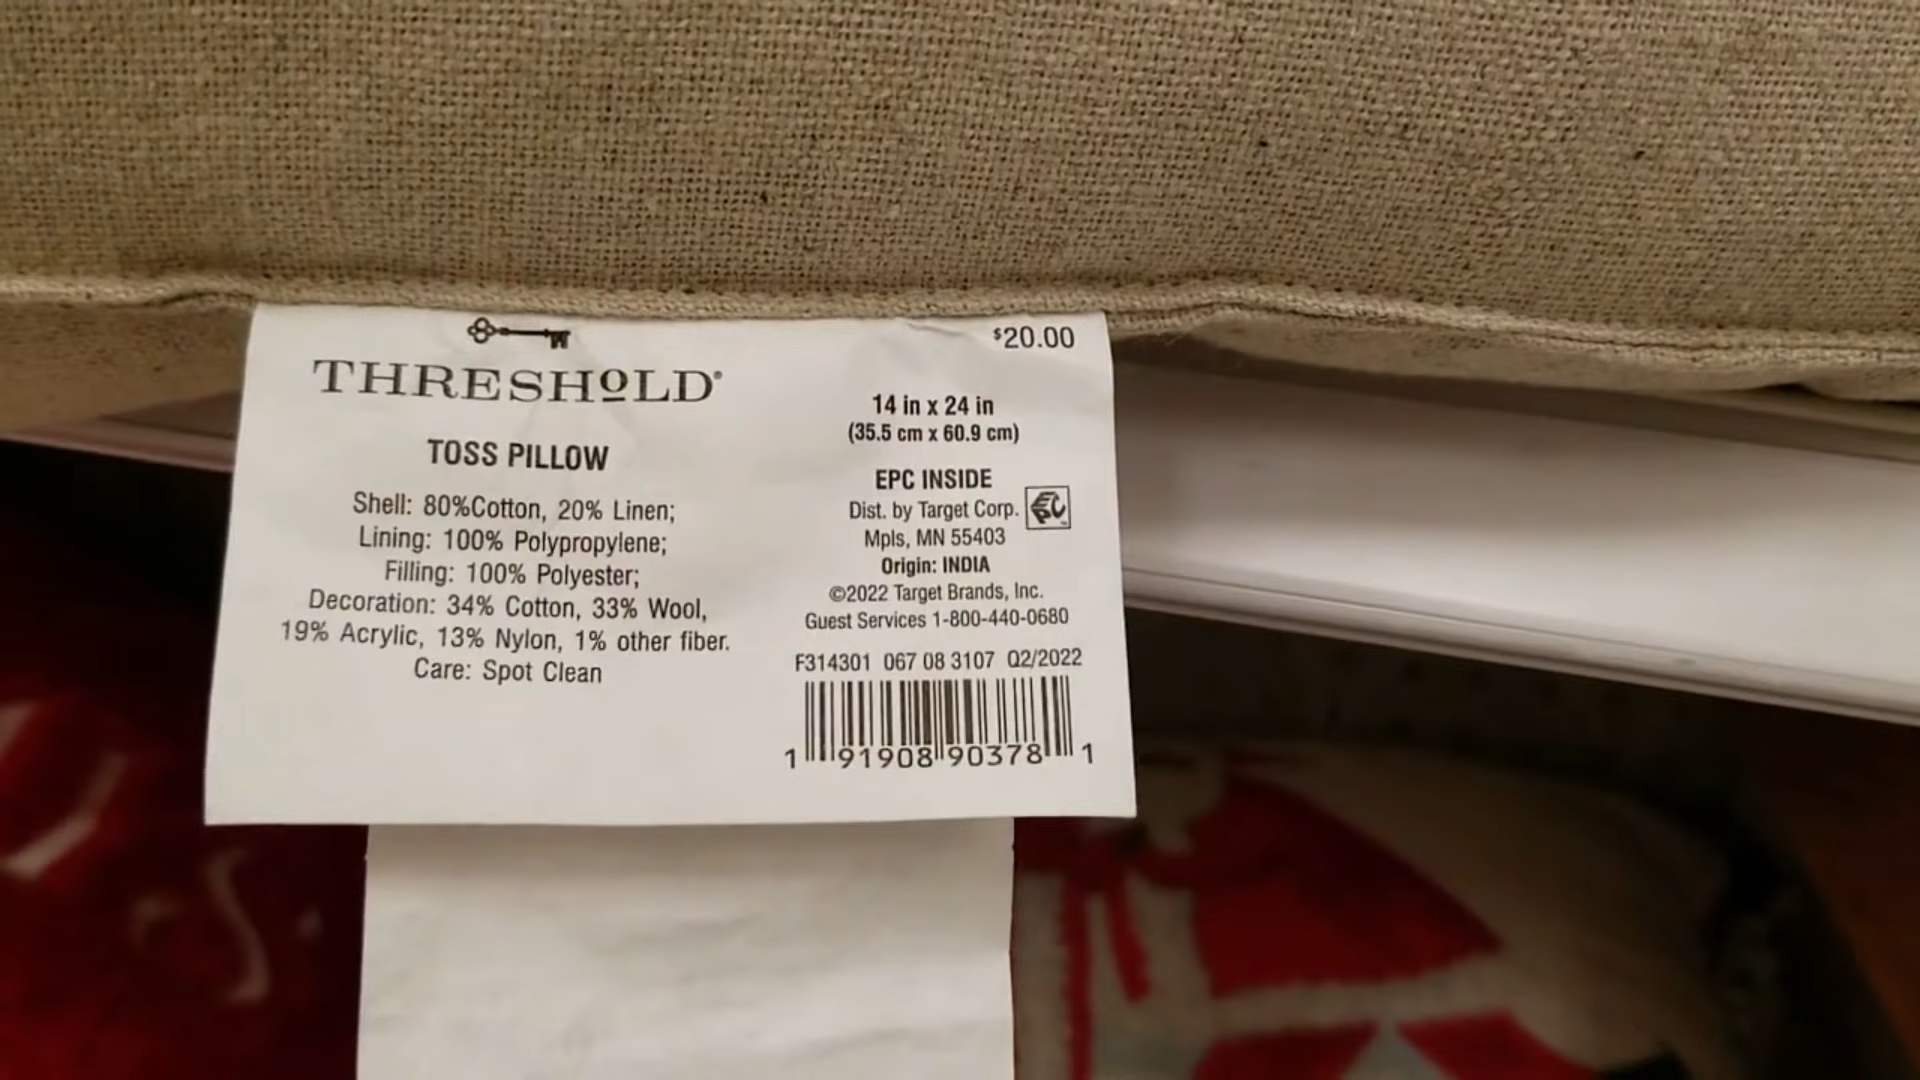 THRESHOLD®
TOSS PILLOW
Shell: 80%Cotton, 20% Linen;
Lining: 100% Polypropylene;
Filling: 100% Polyester;
Decoration: 34% Cotton, 33% Wool,
19% Acrylic, 13% Nylon, 1% other fiber.
Care: Spot Clean
$20.00
14 in x 24 in
(35.5 cm x 60.9 cm)
EPC INSIDE
Dist. by Target Corp.
EPC™
Mpls, MN 55403
Origin: INDIA
©2022 Target Brands, Inc.
Guest Services 1-800-440-0680
F314301 067 08 3107 Q2/2022
1 91908 90378 1